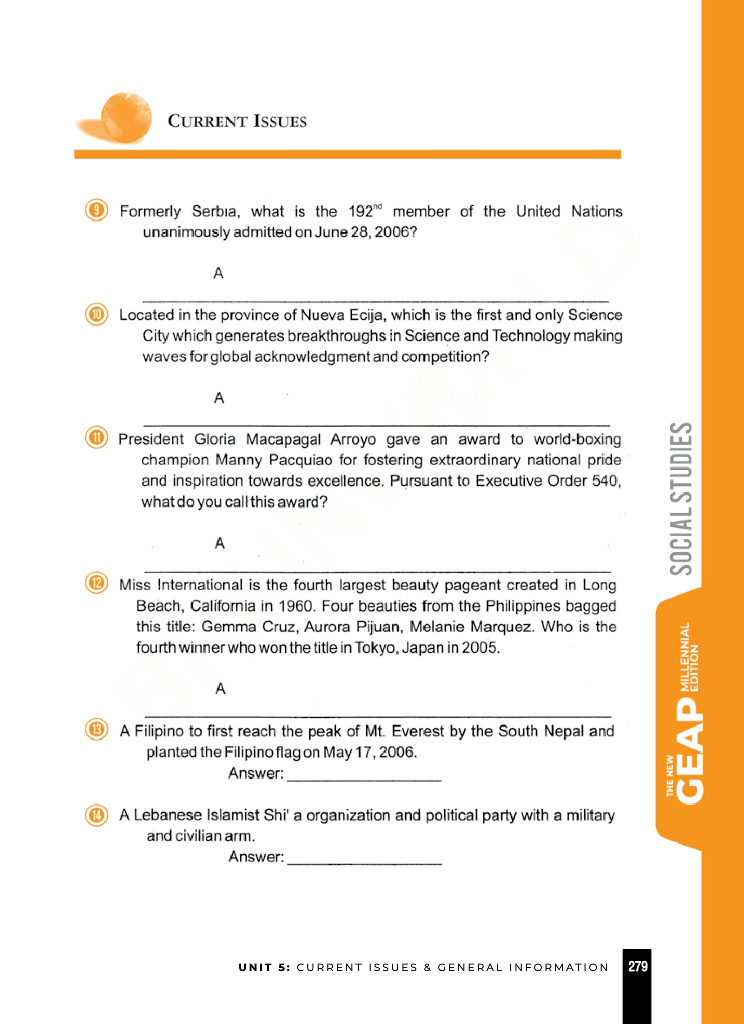 CURRENT ISSUES
9 Formerly Serbia, what is the 192nd member of the United Nations
unanimously admitted on June 28, 2006?
A
10 Located in the province of Nueva Ecija, which is the first and only Science
City which generates breakthroughs in Science and Technology making
waves for global acknowledgment and competition?
A
11 President Gloria Macapagal Arroyo gave an award to world-boxing
champion Manny Pacquiao for fostering extraordinary national pride
and inspiration towards excellence. Pursuant to Executive Order 540,
what do you call this award?
A
12 Miss International is the fourth largest beauty pageant created in Long
Beach, California in 1960. Four beauties from the Philippines bagged
this title: Gemma Cruz, Aurora Pijuan, Melanie Marquez. Who is the
fourth winner who won the title in Tokyo, Japan in 2005.
A
13 A Filipino to first reach the peak of Mt. Everest by the South Nepal and
planted the Filipino flag on May 17, 2006.
Answer: ____________________
14 A Lebanese Islamist Shi' a organization and political party with a military
and civilian arm.
Answer: ____________________
SOCIAL STUDIES
THE NEW
GEAP
MILLENNIAL
EDITION
UNIT 5: CURRENT ISSUES & GENERAL INFORMATION 279